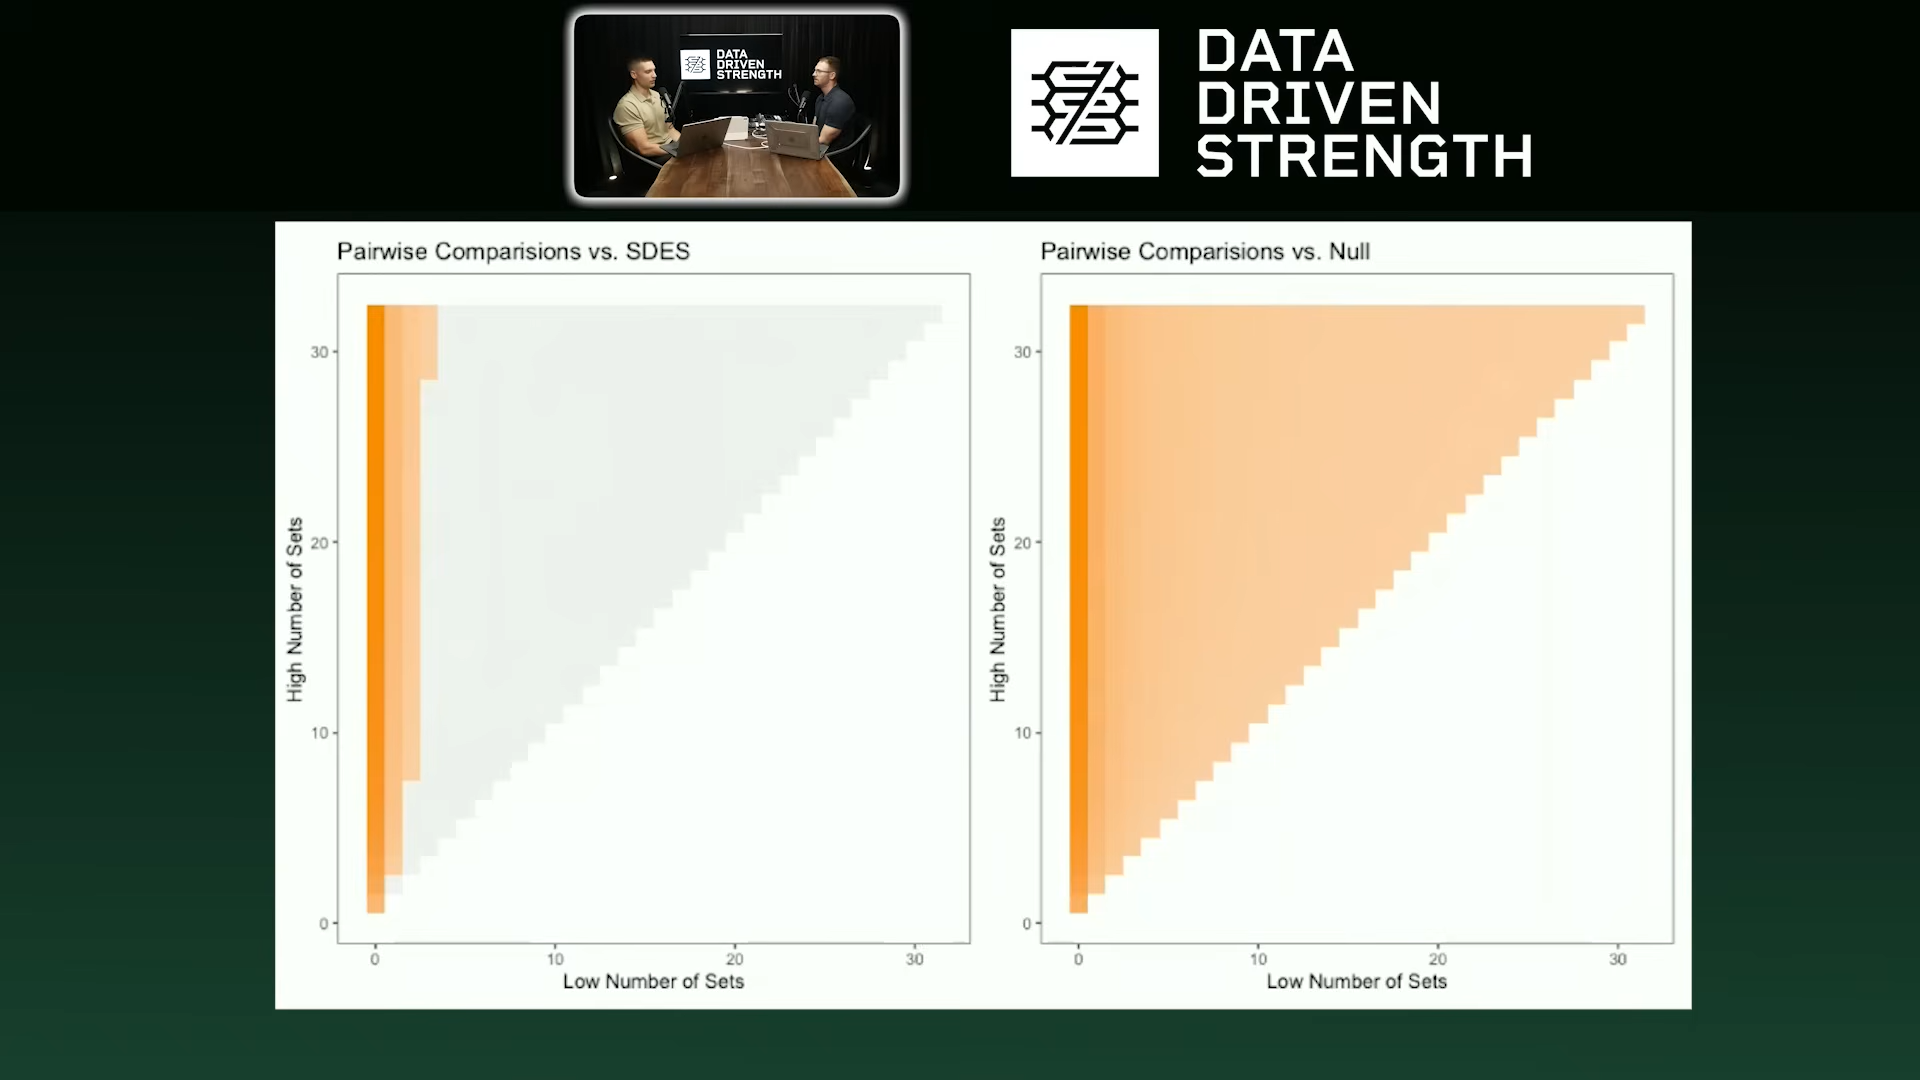 DATA
DRIVEN
STRENGTH
DATA
DRIVEN
STRENGTH
Pairwise Comparisions vs. SDES
High Number of Sets
30
20
10
0
0 10 20 30
Low Number of Sets
Pairwise Comparisions vs. Null
High Number of Sets
30
20
10
0
0 10 20 30
Low Number of Sets